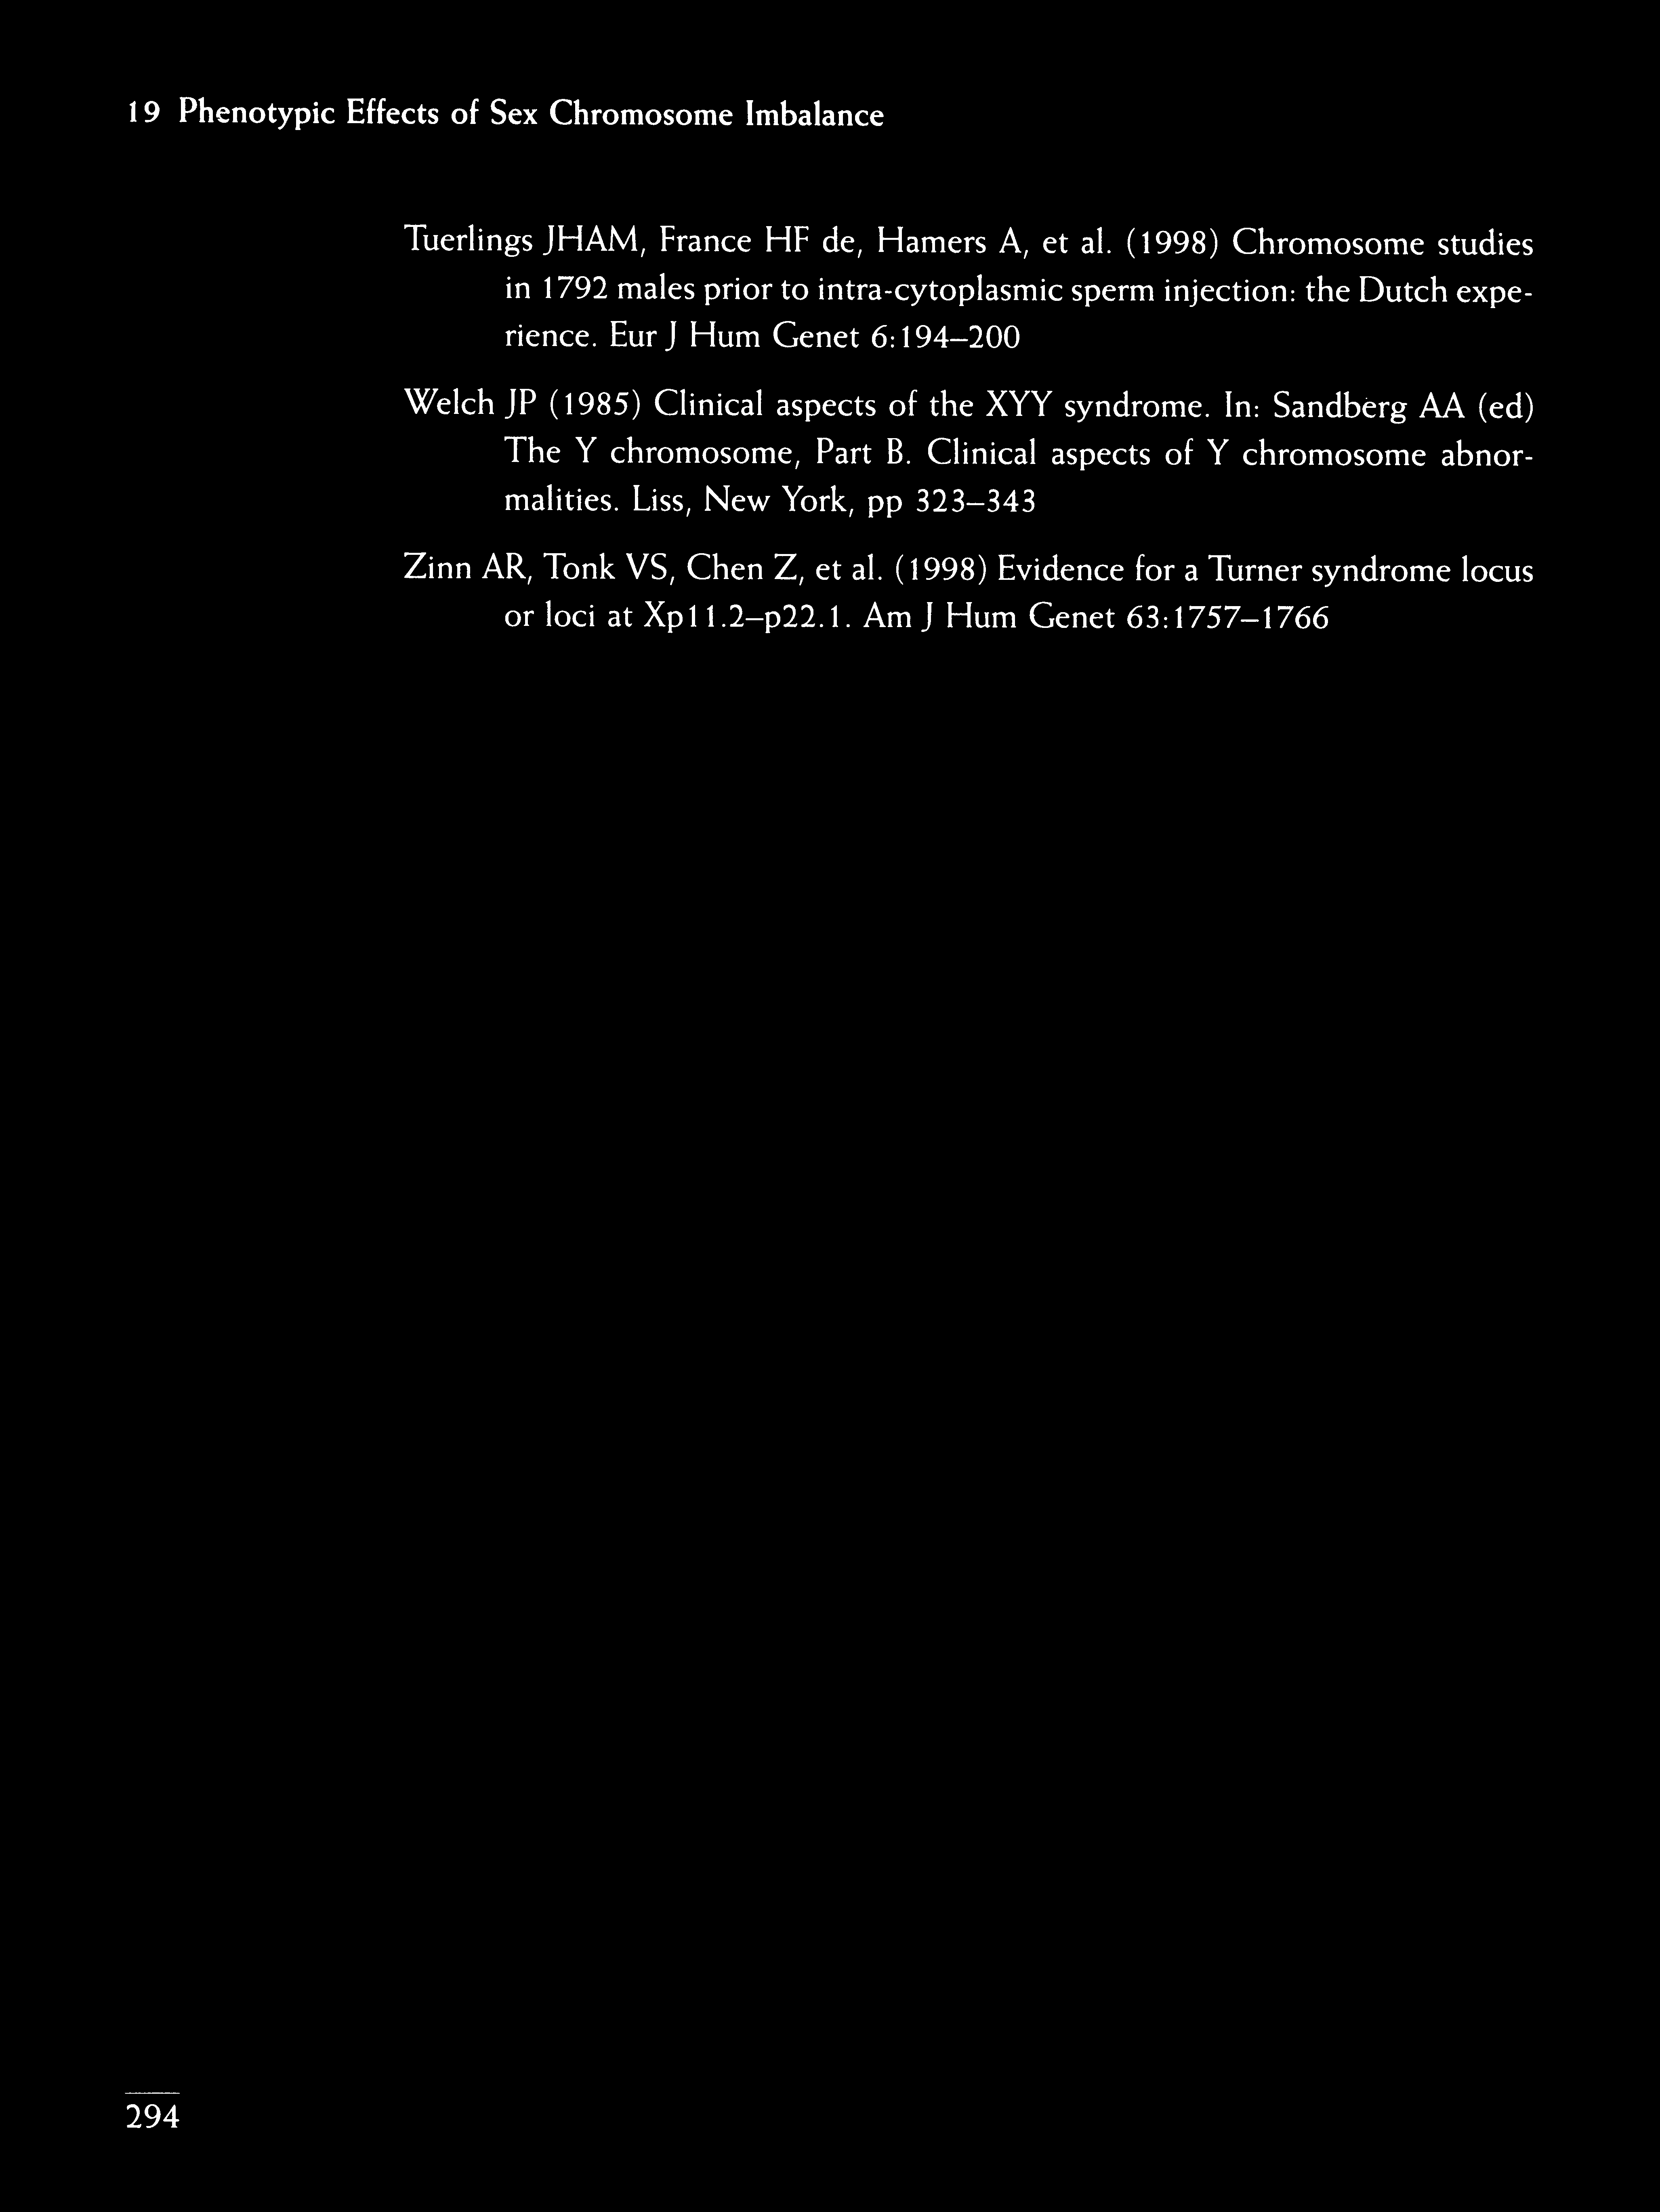 19 Phenotypic Effects of Sex Chromosome Imbalance
Tuerlings JHAM, France HF de, Hamers A, et al. (1998) Chromosome studies
in 1792 males prior to intra-cytoplasmic sperm injection: the Dutch expe-
rience. Eur J Hum Genet 6:194–200
Welch JP (1985) Clinical aspects of the XYY syndrome. In: Sandberg AA (ed)
The Y chromosome, Part B. Clinical aspects of Y chromosome abnor-
malities. Liss, New York, pp 323–343
Zinn AR, Tonk VS, Chen Z, et al. (1998) Evidence for a Turner syndrome locus
or loci at Xp11.2–p22.1. Am J Hum Genet 63:1757–1766
294